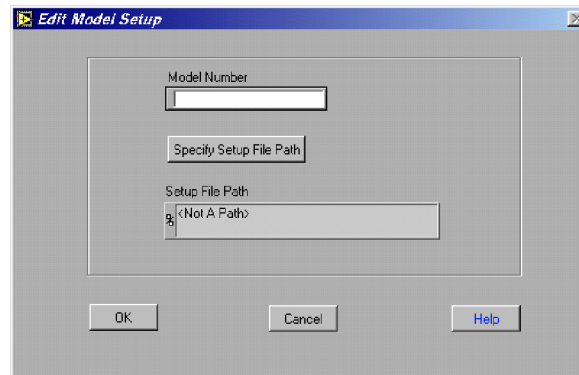 Edit Model Setup
Model Number
Specify Setup File Path
Setup File Path
<Not A Path>
OK
Cancel
Help